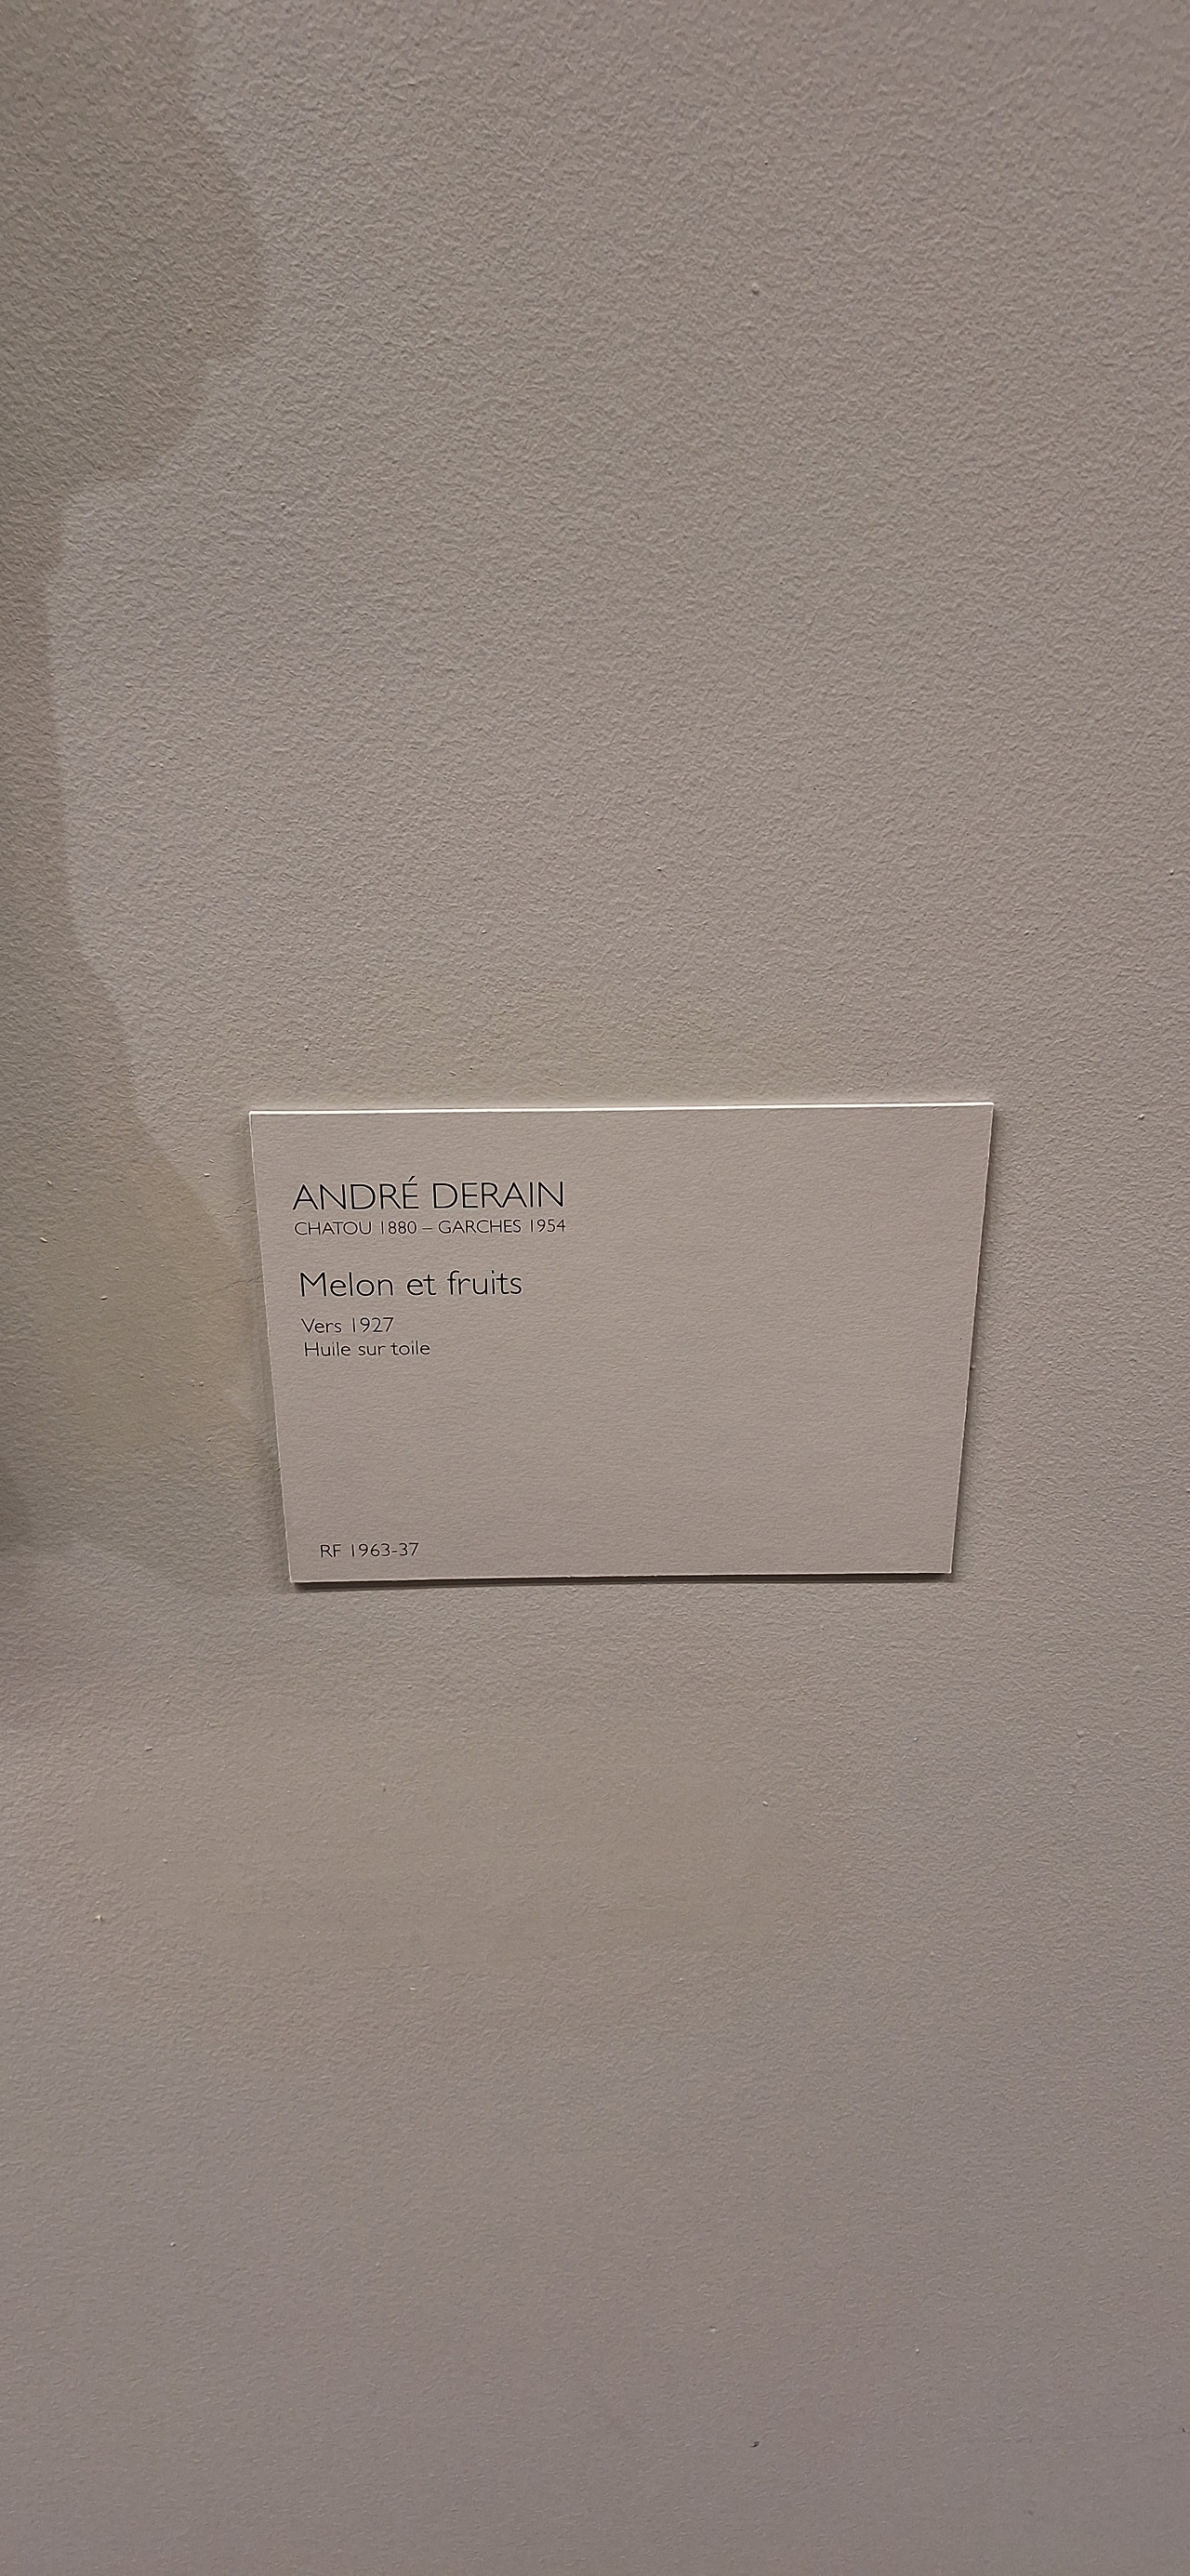 ANDRÉ DERAIN
CHATOU 1880 – GARCHES 1954
Melon et fruits
Vers 1927
Huile sur toile
RF 1963-37